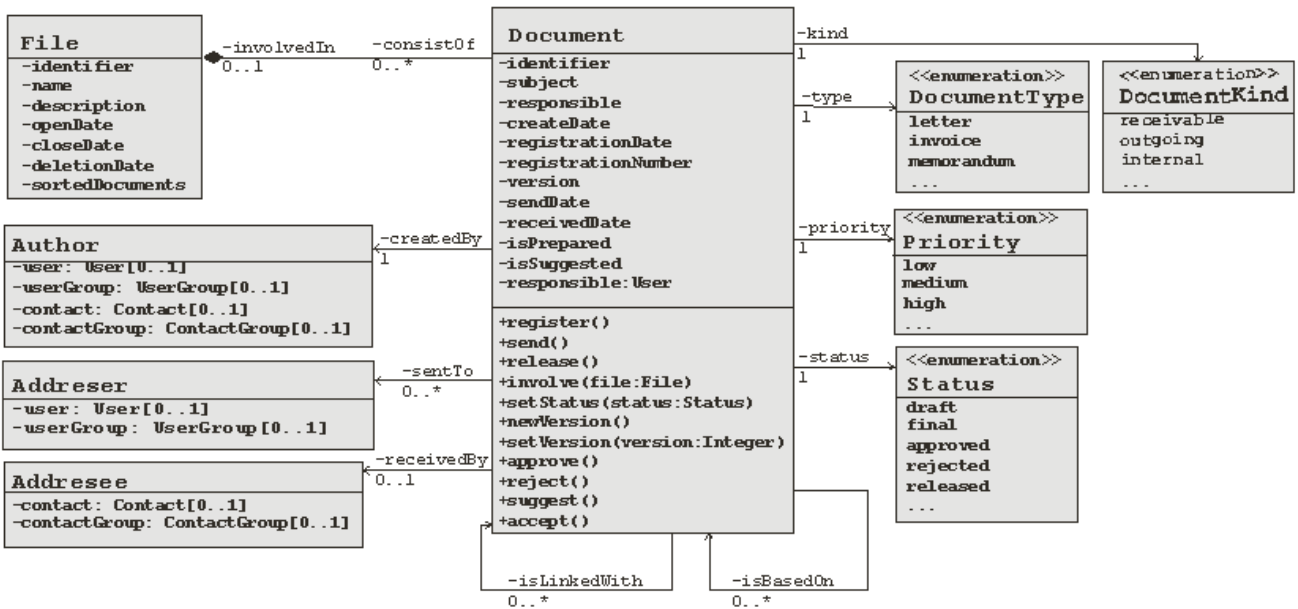 File
-identifier
-name
-description
-openDate
-closeDate
-deletionDate
-sortedDocuments
-involvedIn
0..1
-consistOf
0..*
Document
-identifier
-subject
-responsible
-createDate
-registrationDate
-registrationNumber
-version
-sendDate
-receivedDate
-isPrepared
-isSuggested
-responsible:User
+register()
+send()
+release()
+involve(file:File)
+setStatus(status:Status)
+newVersion()
+setVersion(version:Integer)
+approve()
+reject()
+suggest()
+accept()
-kind
1
<<enumeration>>
DocumentKind
receivable
outgoing
internal
...
-type
1
<<enumeration>>
DocumentType
letter
invoice
memorandum
...
-priority
1
<<enumeration>>
Priority
low
medium
high
...
-status
1
<<enumeration>>
Status
draft
final
approved
rejected
released
...
-createdBy
1
Author
-user: User[0..1]
-userGroup: UserGroup[0..1]
-contact: Contact[0..1]
-contactGroup: ContactGroup[0..1]
-sentTo
0..*
Addreser
-user: User[0..1]
-userGroup: UserGroup[0..1]
-receivedBy
0..1
Addresee
-contact: Contact[0..1]
-contactGroup: ContactGroup[0..1]
-isLinkedWith
0..*
-isBasedOn
0..*